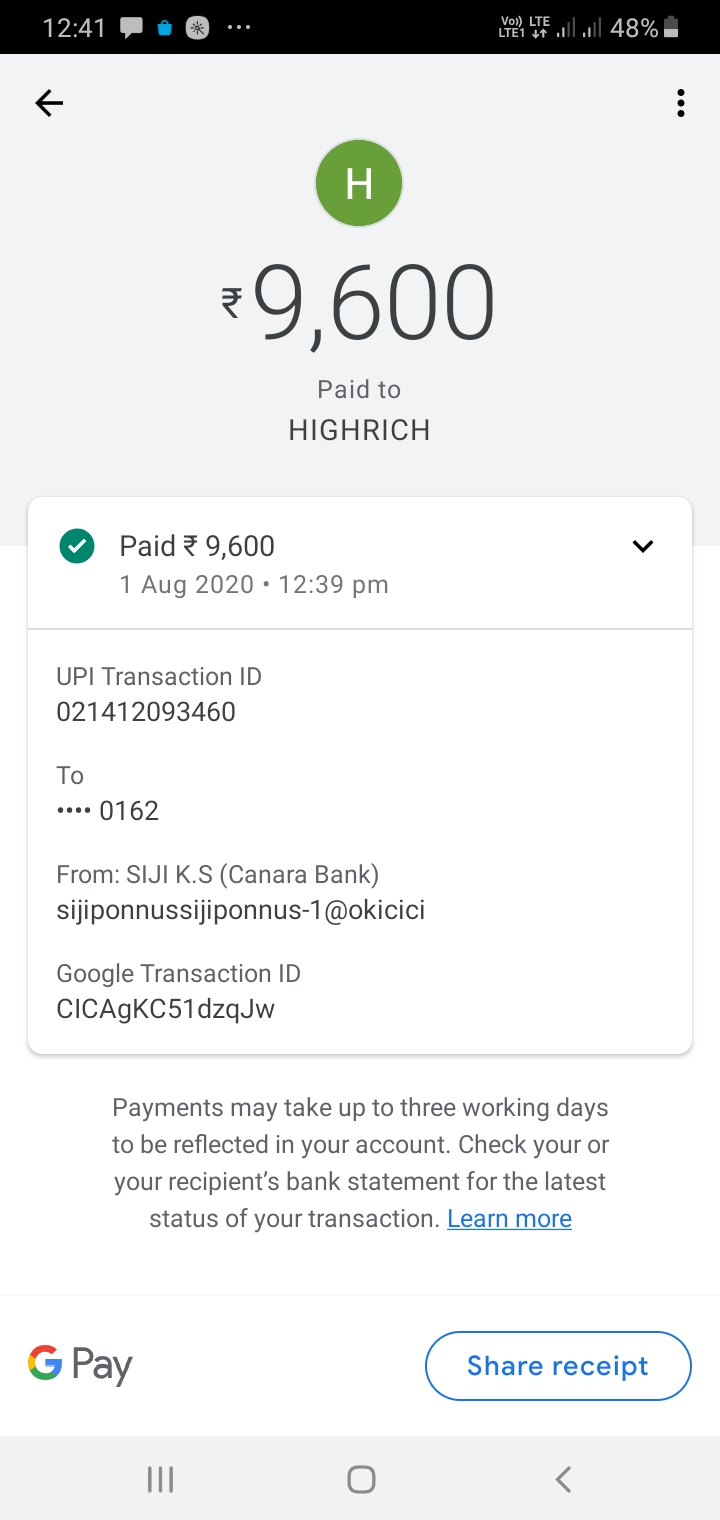 12:41
Vo)) LTE
LTE1
48%
H
₹9,600
Paid to
HIGHRICH
Paid ₹ 9,600
1 Aug 2020 • 12:39 pm
UPI Transaction ID
021412093460
To
•••• 0162
From: SIJI K.S (Canara Bank)
sijiponnussijiponnus-1@okicici
Google Transaction ID
CICAgKC51dzqJw
Payments may take up to three working days
to be reflected in your account. Check your or
your recipient's bank statement for the latest
status of your transaction. Learn more
G Pay
Share receipt